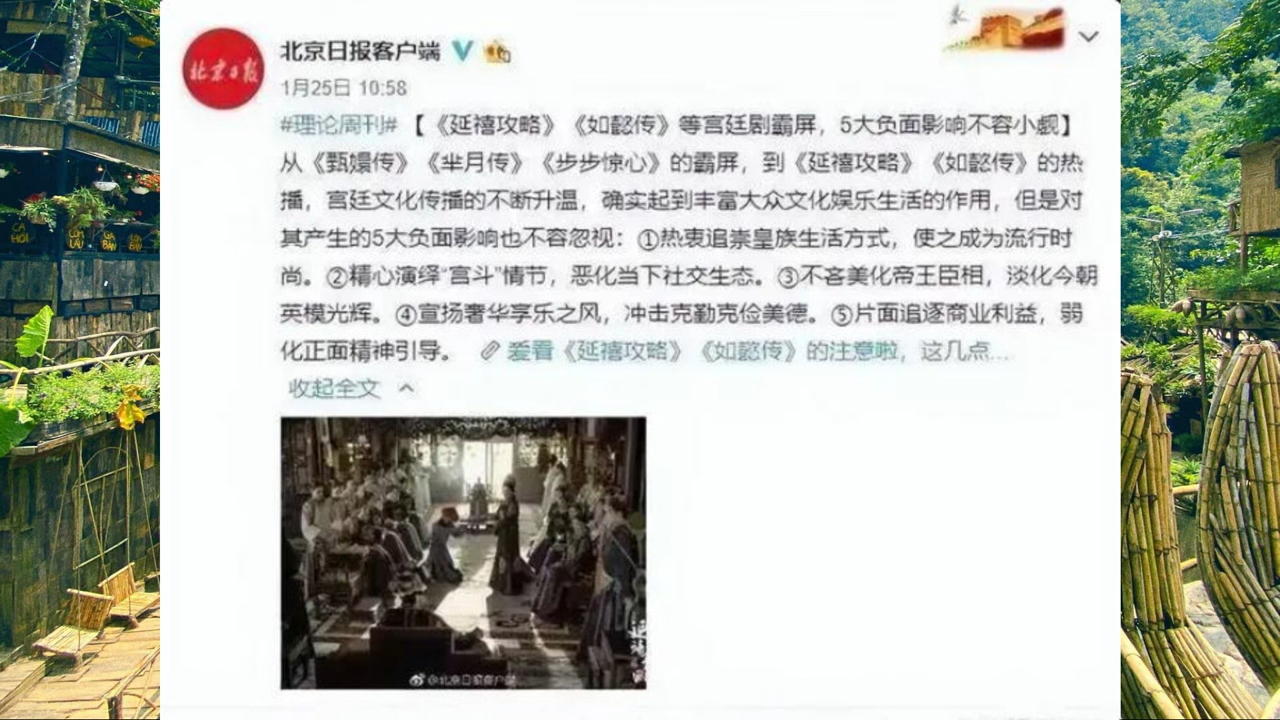 北京日报
北京日报客户端
1月25日 10:58
#理论周刊# 【《延禧攻略》《如懿传》等宫廷剧霸屏，5大负面影响不容小觑】
从《甄嬛传》《芈月传》《步步惊心》的霸屏，到《延禧攻略》《如懿传》的热
播，宫廷文化传播的不断升温，确实起到丰富大众文化娱乐生活的作用，但是对
其产生的5大负面影响也不容忽视：①热衷追崇皇族生活方式，使之成为流行时
尚。②精心演绎“宫斗”情节，恶化当下社交生态。③不吝美化帝王臣相，淡化今朝
英模光辉。④宣扬奢华享乐之风，冲击克勤克俭美德。⑤片面追逐商业利益，弱
化正面精神引导。 爱看《延禧攻略》《如懿传》的注意啦，这几点...
收起全文
@北京日报客户端